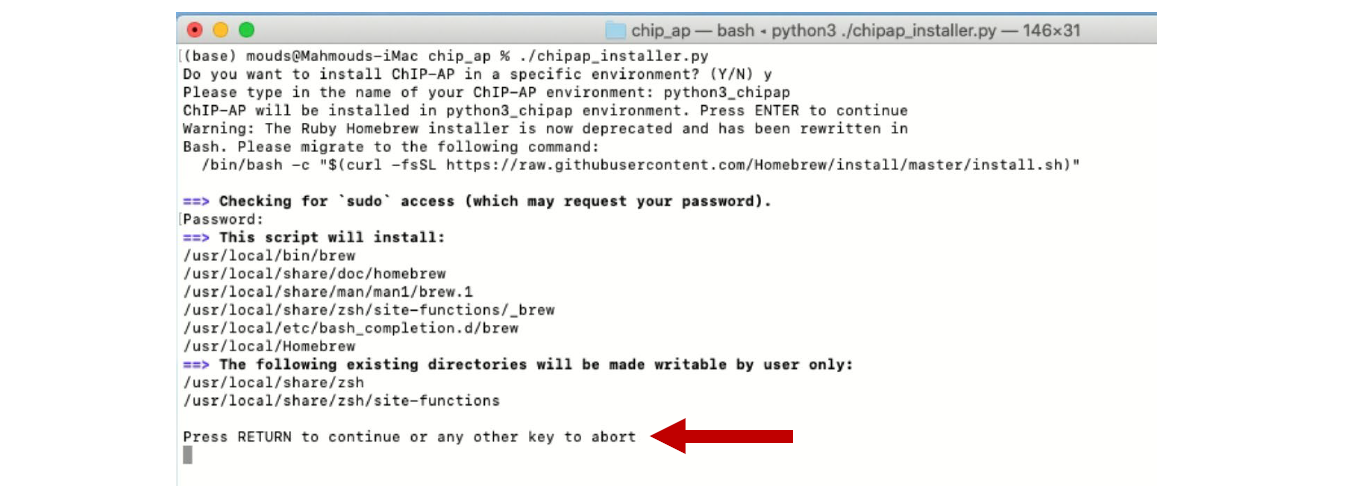 chip_ap — bash ◂ python3 ./chipap_installer.py — 146×31
[(base) mouds@Mahmouds-iMac chip_ap % ./chipap_installer.py
Do you want to install ChIP-AP in a specific environment? (Y/N) y
Please type in the name of your ChIP-AP environment: python3_chipap
ChIP-AP will be installed in python3_chipap environment. Press ENTER to continue
Warning: The Ruby Homebrew installer is now deprecated and has been rewritten in
Bash. Please migrate to the following command:
  /bin/bash -c "$(curl -fsSL https://raw.githubusercontent.com/Homebrew/install/master/install.sh)"
==> Checking for `sudo` access (which may request your password).
[Password:
==> This script will install:
/usr/local/bin/brew
/usr/local/share/doc/homebrew
/usr/local/share/man/man1/brew.1
/usr/local/share/zsh/site-functions/_brew
/usr/local/etc/bash_completion.d/brew
/usr/local/Homebrew
==> The following existing directories will be made writable by user only:
/usr/local/share/zsh
/usr/local/share/zsh/site-functions
Press RETURN to continue or any other key to abort